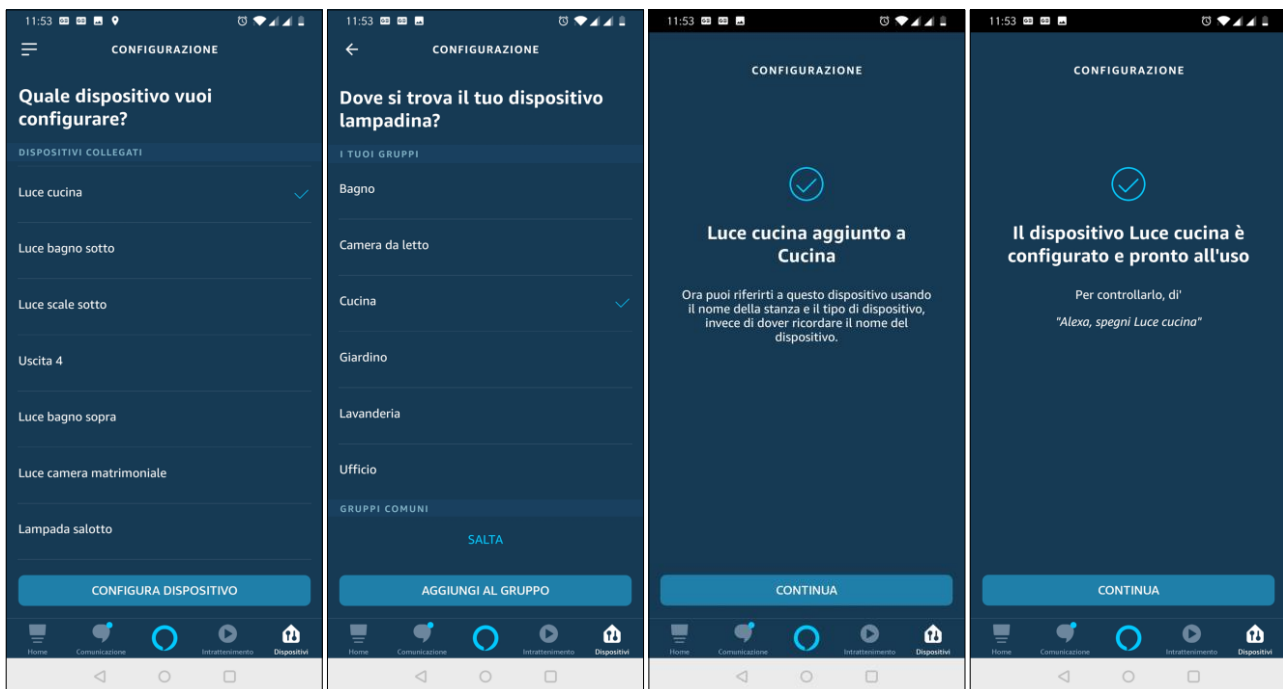 11:53
CONFIGURAZIONE
Quale dispositivo vuoi
configurare?
DISPOSITIVI COLLEGATI
Luce cucina
Luce bagno sotto
Luce scale sotto
Uscita 4
Luce bagno sopra
Luce camera matrimoniale
Lampada salotto
CONFIGURA DISPOSITIVO
Home Comunicazione Intrattenimento Dispositivi
11:53
CONFIGURAZIONE
Dove si trova il tuo dispositivo
lampadina?
I TUOI GRUPPI
Bagno
Camera da letto
Cucina
Giardino
Lavanderia
Ufficio
GRUPPI COMUNI
SALTA
AGGIUNGI AL GRUPPO
Home Comunicazione Intrattenimento Dispositivi
11:53
CONFIGURAZIONE
Luce cucina aggiunto a
Cucina
Ora puoi riferirti a questo dispositivo usando
il nome della stanza e il tipo di dispositivo,
invece di dover ricordare il nome del
dispositivo.
CONTINUA
Home Comunicazione Intrattenimento Dispositivi
11:53
CONFIGURAZIONE
Il dispositivo Luce cucina è
configurato e pronto all'uso
Per controllarlo, di'
"Alexa, spegni Luce cucina"
CONTINUA
Home Comunicazione Intrattenimento Dispositivi